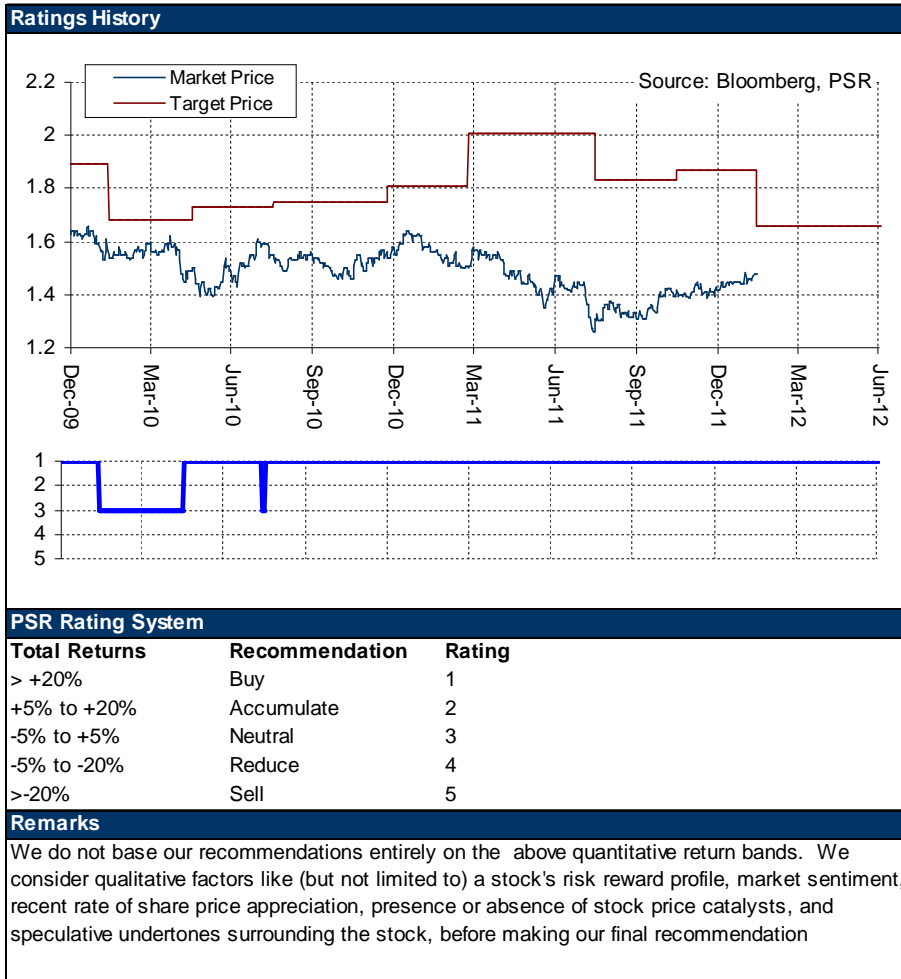 Ratings History
Market Price
Target Price
Source: Bloomberg, PSR
2.2
2
1.8
1.6
1.4
1.2
Dec-09
Mar-10
Jun-10
Sep-10
Dec-10
Mar-11
Jun-11
Sep-11
Dec-11
Mar-12
Jun-12
1
2
3
4
5
PSR Rating System
Total Returns Recommendation Rating
> +20% Buy 1
+5% to +20% Accumulate 2
-5% to +5% Neutral 3
-5% to -20% Reduce 4
>-20% Sell 5
Remarks
We do not base our recommendations entirely on the above quantitative return bands. We
consider qualitative factors like (but not limited to) a stock's risk reward profile, market sentiment,
recent rate of share price appreciation, presence or absence of stock price catalysts, and
speculative undertones surrounding the stock, before making our final recommendation